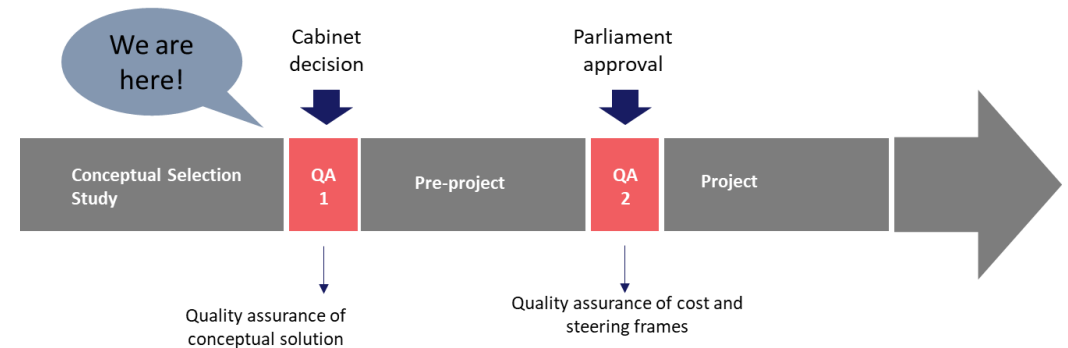 We are
here!
Cabinet
decision
Parliament
approval
Conceptual Selection
Study
QA
1
Pre-project
QA
2
Project
Quality assurance of
conceptual solution
Quality assurance of cost and
steering frames